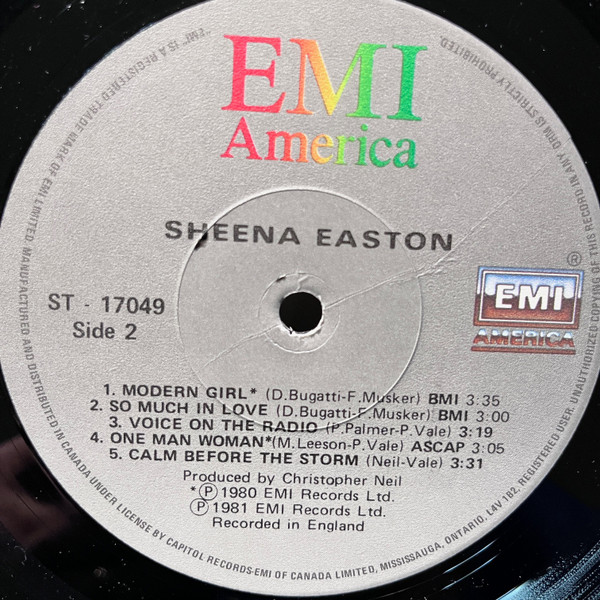 EMI
America
SHEENA EASTON
ST - 17049
Side 2
®
EMI
AMERICA
1. MODERN GIRL* (D.Bugatti-F.Musker) BMI 3:35
2. SO MUCH IN LOVE (D.Bugatti-F.Musker) BMI 3:00
3. VOICE ON THE RADIO (P.Palmer-P.Vale) 3:19
4. ONE MAN WOMAN*(M.Leeson-P.Vale) ASCAP 3:05
5. CALM BEFORE THE STORM (Neil-Vale) 3:31
Produced by Christopher Neil
* Ⓟ 1980 EMI Records Ltd.
Ⓟ 1981 EMI Records Ltd.
Recorded in England
"EMI" IS A REGISTERED TRADE MARK OF EMI LIMITED. MANUFACTURED AND DISTRIBUTED IN CANADA UNDER LICENSE BY CAPITOL RECORDS-EMI OF CANADA LIMITED, MISSISSAUGA, ONTARIO, L4V 1B2, REGISTERED USER. UNAUTHORIZED COPYING OF THIS RECORD IN ANY FORM IS STRICTLY PROHIBITED.